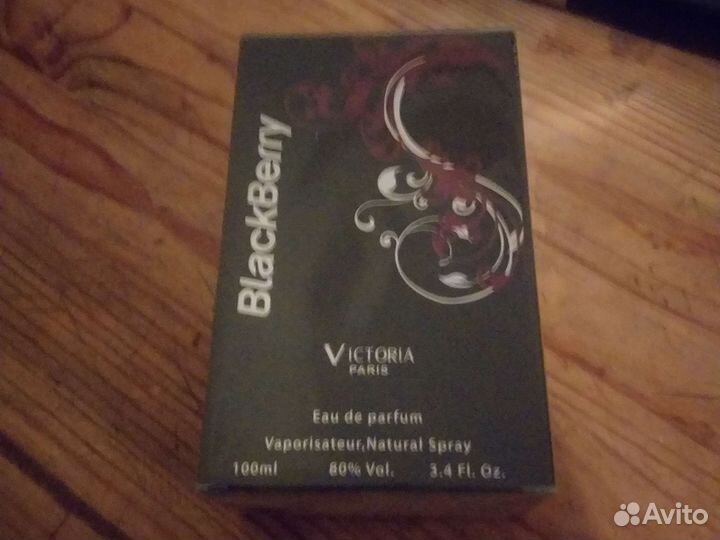 BlackBerry
VICTORIA
PARIS
Eau de parfum
Vaporisateur,Natural Spray
100ml 80% Vol. 3.4 Fl. Oz.
Avito